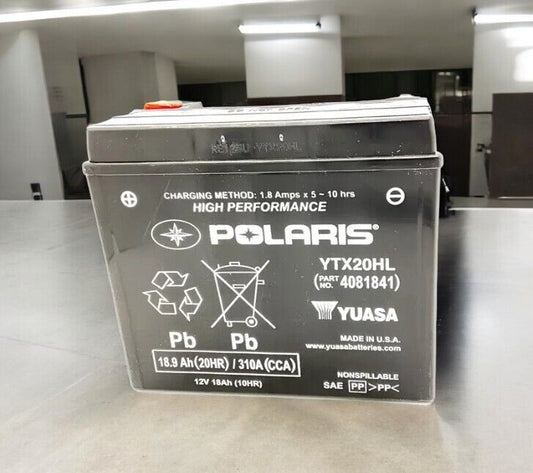 YTX20HL
CHARGING METHOD: 1.8 Amps x 5 ~ 10 hrs
HIGH PERFORMANCE
POLARIS®
YTX20HL
(PART NO. 4081841)
YUASA
Pb Pb
MADE IN U.S.A.
www.yuasabatteries.com
18.9 Ah(20HR) / 310A(CCA)
12V 18Ah (10HR)
NONSPILLABLE
SAE PP >PP<